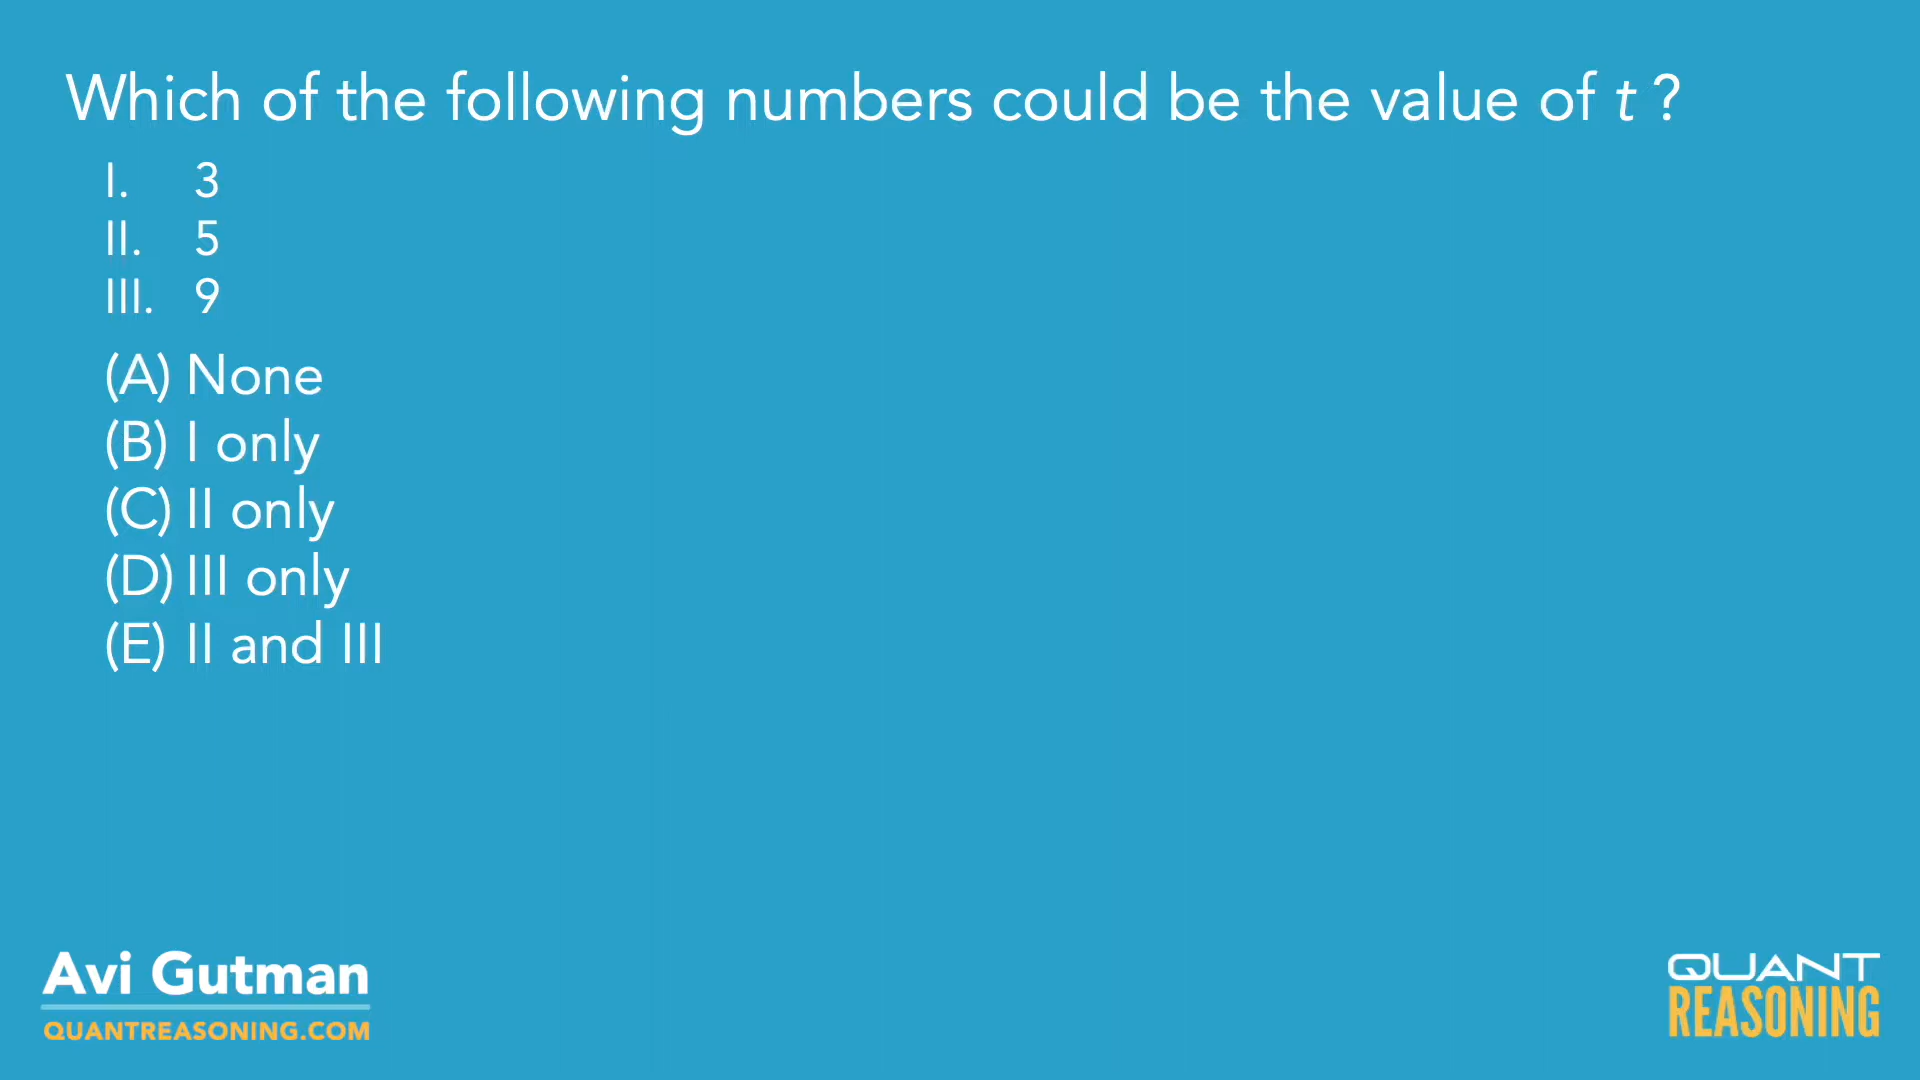 Which of the following numbers could be the value of t ?
I. 3
II. 5
III. 9
(A) None
(B) I only
(C) II only
(D) III only
(E) II and III
Avi Gutman
QUANTREASONING.COM
QUANT
REASONING